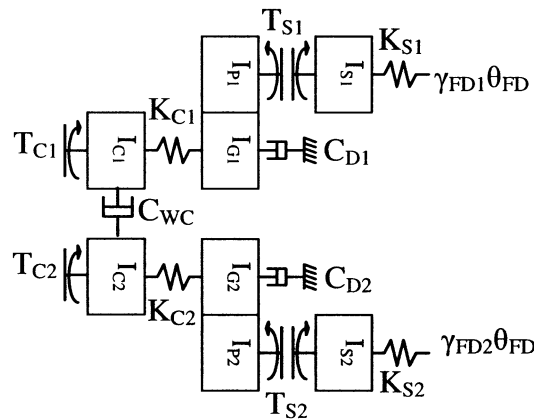 T_S1
K_S1
I_P1
I_S1
γ_FD1θ_FD
K_C1
T_C1
I_C1
I_G1
C_D1
C_WC
T_C2
I_C2
I_G2
C_D2
K_C2
I_P2
I_S2
γ_FD2θ_FD
K_S2
T_S2